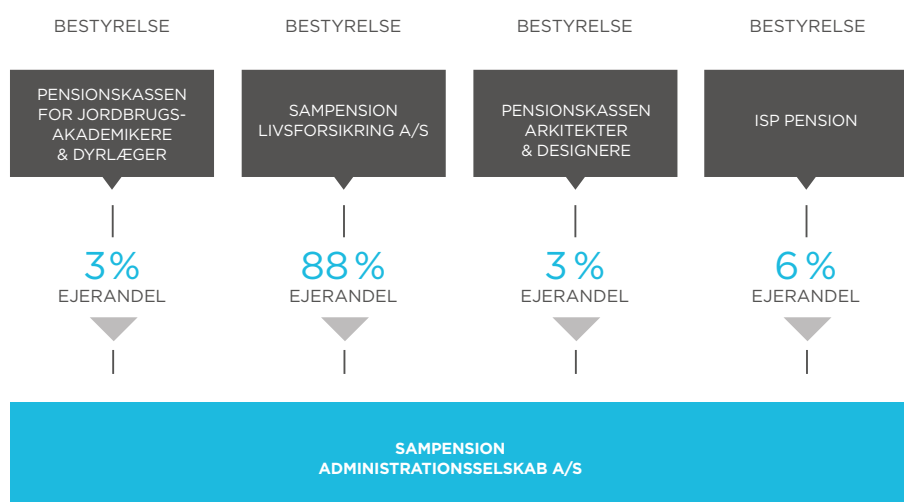 BESTYRELSE
BESTYRELSE
BESTYRELSE
BESTYRELSE
PENSIONSKASSEN
FOR JORDBRUGS-
AKADEMIKERE
& DYRLÆGER
SAMPENSION
LIVSFORSIKRING A/S
PENSIONSKASSEN
ARKITEKTER
& DESIGNERE
ISP PENSION
3%
EJERANDEL
88%
EJERANDEL
3%
EJERANDEL
6%
EJERANDEL
SAMPENSION
ADMINISTRATIONSSELSKAB A/S